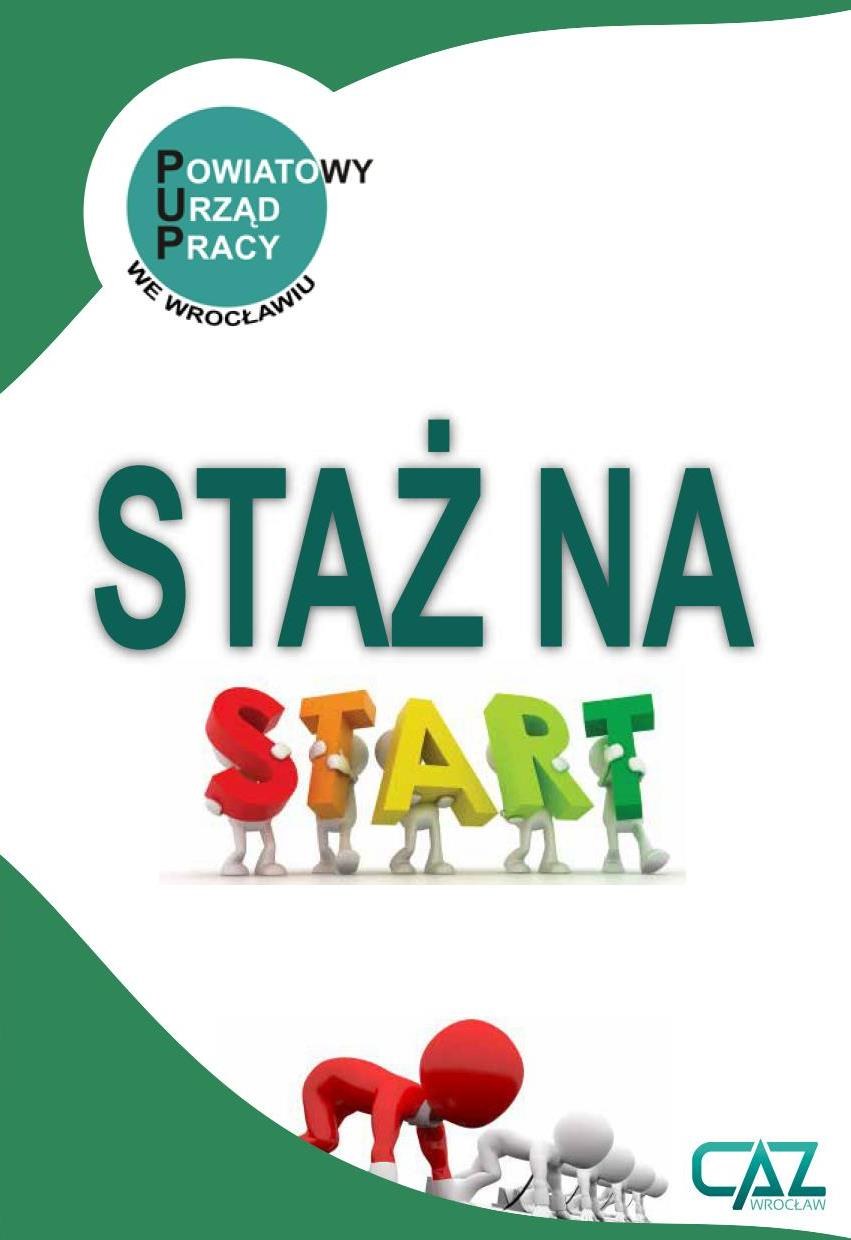 POWIATOWY
URZĄD
PRACY
WE WROCŁAWIU
STAŻ NA
START
CAZ
WROCŁAW